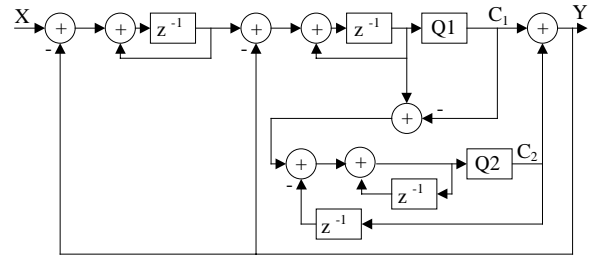 X + + z⁻¹ + + z⁻¹ Q1 C₁ + Y
- -
+ -
+ + Q2 C₂
- z⁻¹
z⁻¹